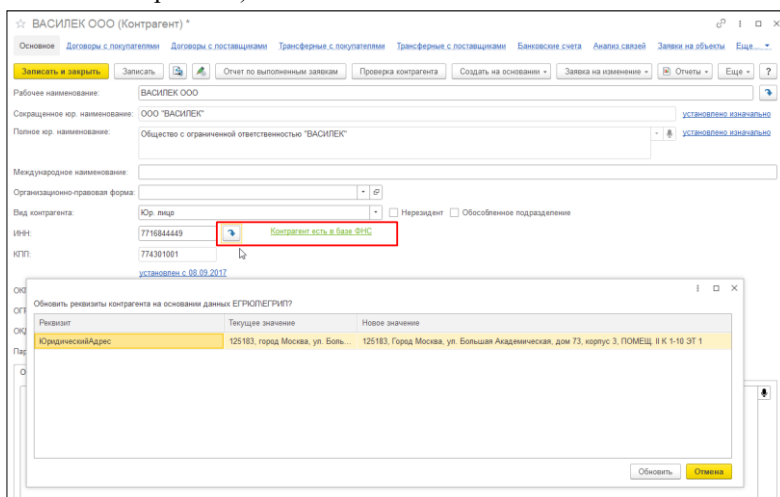 ☆ ВАСИЛЕК ООО (Контрагент) *
Основное Договоры с покупателями Договоры с поставщиками Трансферные с покупателями Трансферные с поставщиками Банковские счета Анализ связей Заявки на объекты Еще...
Записать и закрыть Записать Отчет по выполненным заявкам Проверка контрагента Создать на основании Заявка на изменение Отчеты Еще ?
Рабочее наименование: ВАСИЛЕК ООО
Сокращенное юр. наименование: ООО "ВАСИЛЕК" установлено изначально
Полное юр. наименование: Общество с ограниченной ответственностью "ВАСИЛЕК" установлено изначально
Международное наименование:
Организационно-правовая форма:
Вид контрагента: Юр. лицо Нерезидент Обособленное подразделение
ИНН: 7716844449 Контрагент есть в базе ФНС
КПП: 774301001
установлен с 08.09.2017
Обновить реквизиты контрагента на основании данных ЕГРЮЛ\ЕГРИП?
Реквизит Текущее значение Новое значение
ЮридическийАдрес 125183, город Москва, ул. Боль... 125183, Город Москва, ул. Большая Академическая, дом 73, корпус 3, ПОМЕЩ. II К 1-10 ЭТ 1
Обновить Отмена